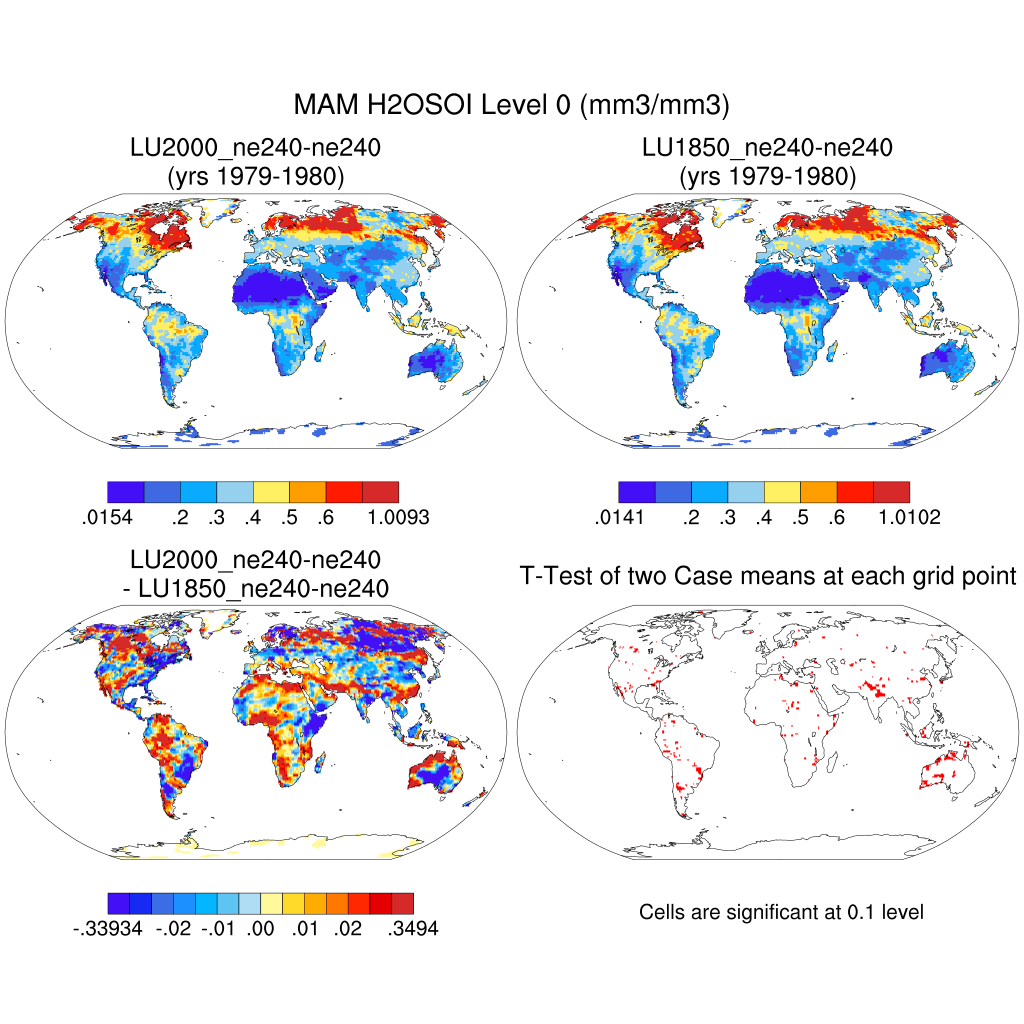 MAM H2OSOI Level 0 (mm3/mm3)
LU2000_ne240-ne240
(yrs 1979-1980)
LU1850_ne240-ne240
(yrs 1979-1980)
.0154 .2 .3 .4 .5 .6 1.0093
.0141 .2 .3 .4 .5 .6 1.0102
LU2000_ne240-ne240
- LU1850_ne240-ne240
T-Test of two Case means at each grid point
-.33934 -.02 -.01 .00 .01 .02 .3494
Cells are significant at 0.1 level